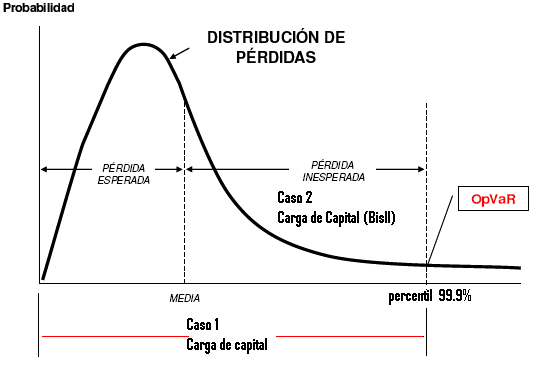 Probabilidad
DISTRIBUCIÓN DE
PÉRDIDAS
PÉRDIDA
ESPERADA
PÉRDIDA
INESPERADA
Caso 2
Carga de Capital (BisII)
OpVaR
MEDIA
percentil 99.9%
Caso 1
Carga de capital